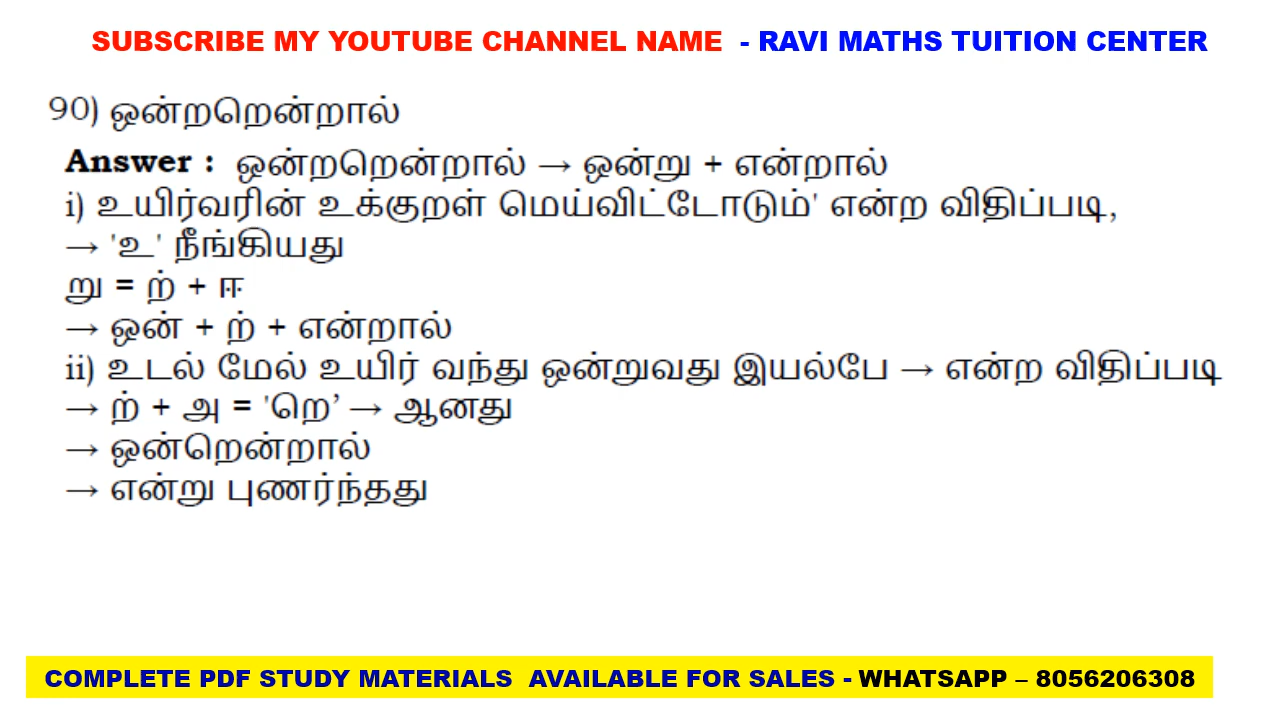 SUBSCRIBE MY YOUTUBE CHANNEL NAME - RAVI MATHS TUITION CENTER
90) ஒன்றறென்றால்
Answer : ஒன்றறென்றால் → ஒன்று + என்றால்
i) உயிர்வரின் உக்குறள் மெய்விட்டோடும்' என்ற விதிப்படி,
→ 'உ' நீங்கியது
று = ற் + ஈ
→ ஒன் + ற் + என்றால்
ii) உடல் மேல் உயிர் வந்து ஒன்றுவது இயல்பே → என்ற விதிப்படி
→ ற் + அ = 'றெ’ → ஆனது
→ ஒன்றென்றால்
→ என்று புணர்ந்தது
COMPLETE PDF STUDY MATERIALS AVAILABLE FOR SALES - WHATSAPP – 8056206308